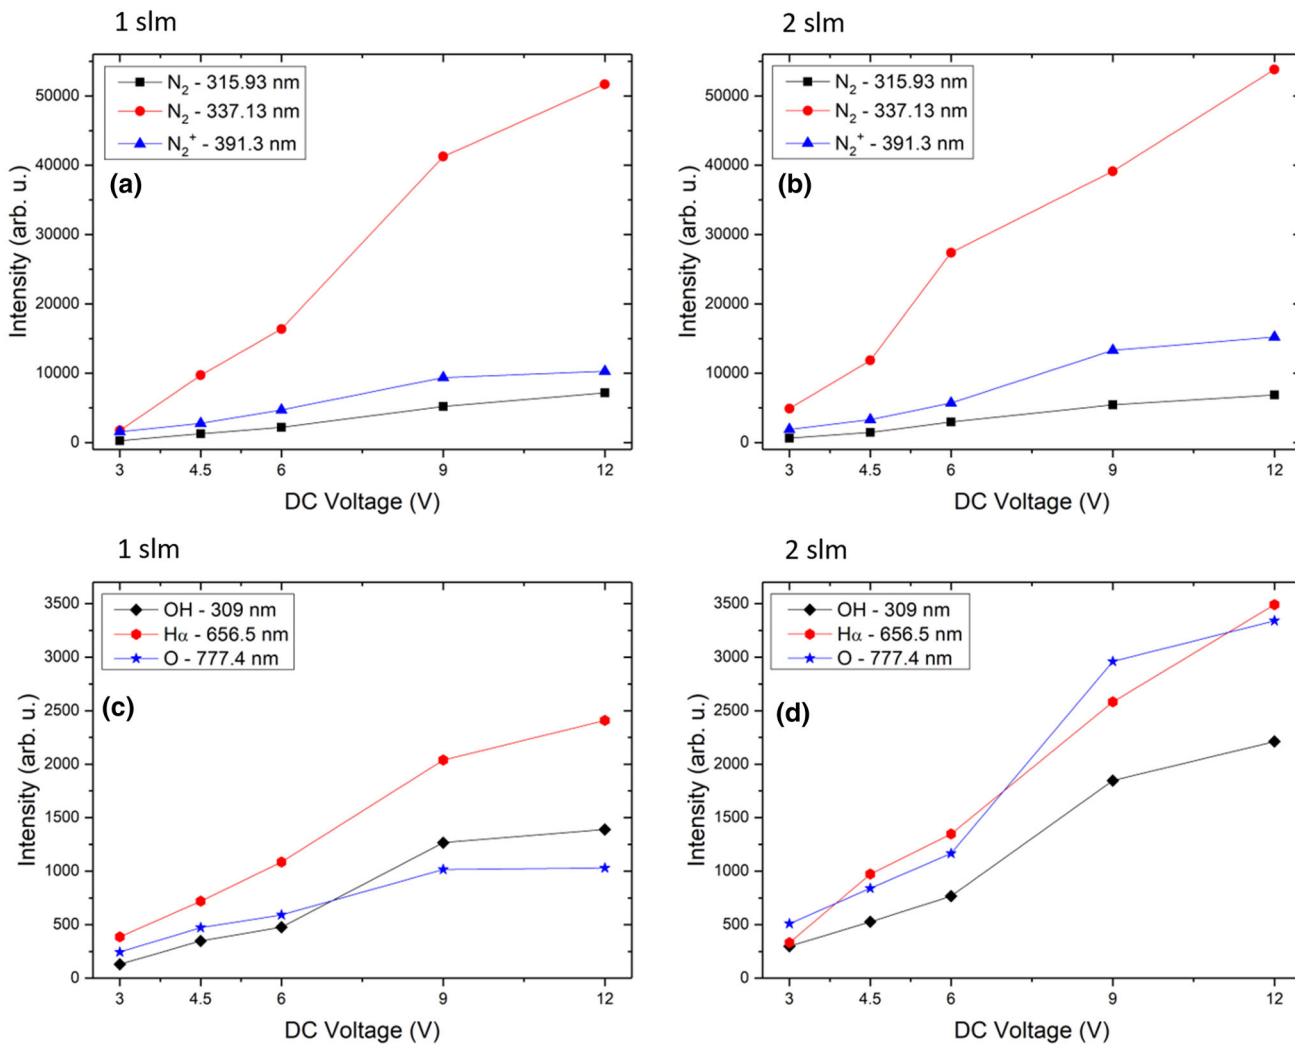 1 slm
N₂ - 315.93 nm
N₂ - 337.13 nm
N₂⁺ - 391.3 nm
(a)
50000
40000
30000
20000
10000
0
Intensity (arb. u.)
3 4.5 6 9 12
DC Voltage (V)
2 slm
N₂ - 315.93 nm
N₂ - 337.13 nm
N₂⁺ - 391.3 nm
(b)
50000
40000
30000
20000
10000
0
Intensity (arb. u.)
3 4.5 6 9 12
DC Voltage (V)
1 slm
OH - 309 nm
Hα - 656.5 nm
O - 777.4 nm
(c)
3500
3000
2500
2000
1500
1000
500
0
Intensity (arb. u.)
3 4.5 6 9 12
DC Voltage (V)
2 slm
OH - 309 nm
Hα - 656.5 nm
O - 777.4 nm
(d)
3500
3000
2500
2000
1500
1000
500
0
Intensity (arb. u.)
3 4.5 6 9 12
DC Voltage (V)